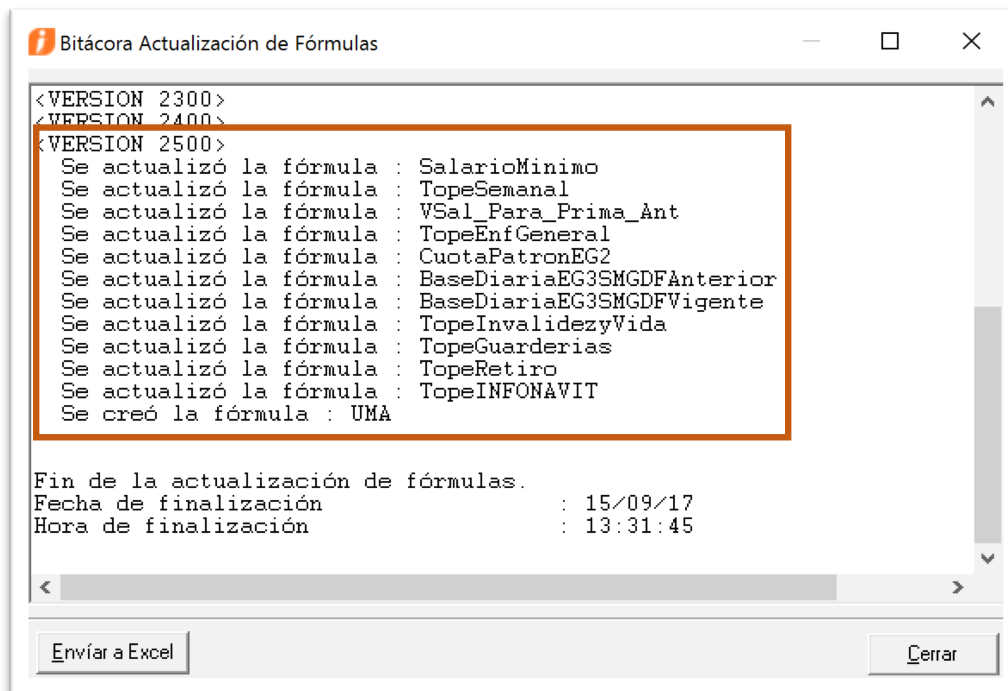 Bitácora Actualización de Fórmulas
<VERSION 2300>
<VERSION 2400>
<VERSION 2500>
Se actualizó la fórmula : SalarioMinimo
Se actualizó la fórmula : TopeSemanal
Se actualizó la fórmula : VSal_Para_Prima_Ant
Se actualizó la fórmula : TopeEnfGeneral
Se actualizó la fórmula : CuotaPatronEG2
Se actualizó la fórmula : BaseDiariaEG3SMGDFAnterior
Se actualizó la fórmula : BaseDiariaEG3SMGDFVigente
Se actualizó la fórmula : TopeInvalidezyVida
Se actualizó la fórmula : TopeGuarderias
Se actualizó la fórmula : TopeRetiro
Se actualizó la fórmula : TopeINFONAVIT
Se creó la fórmula : UMA
Fin de la actualización de fórmulas.
Fecha de finalización : 15/09/17
Hora de finalización : 13:31:45
Envíar a Excel
Cerrar